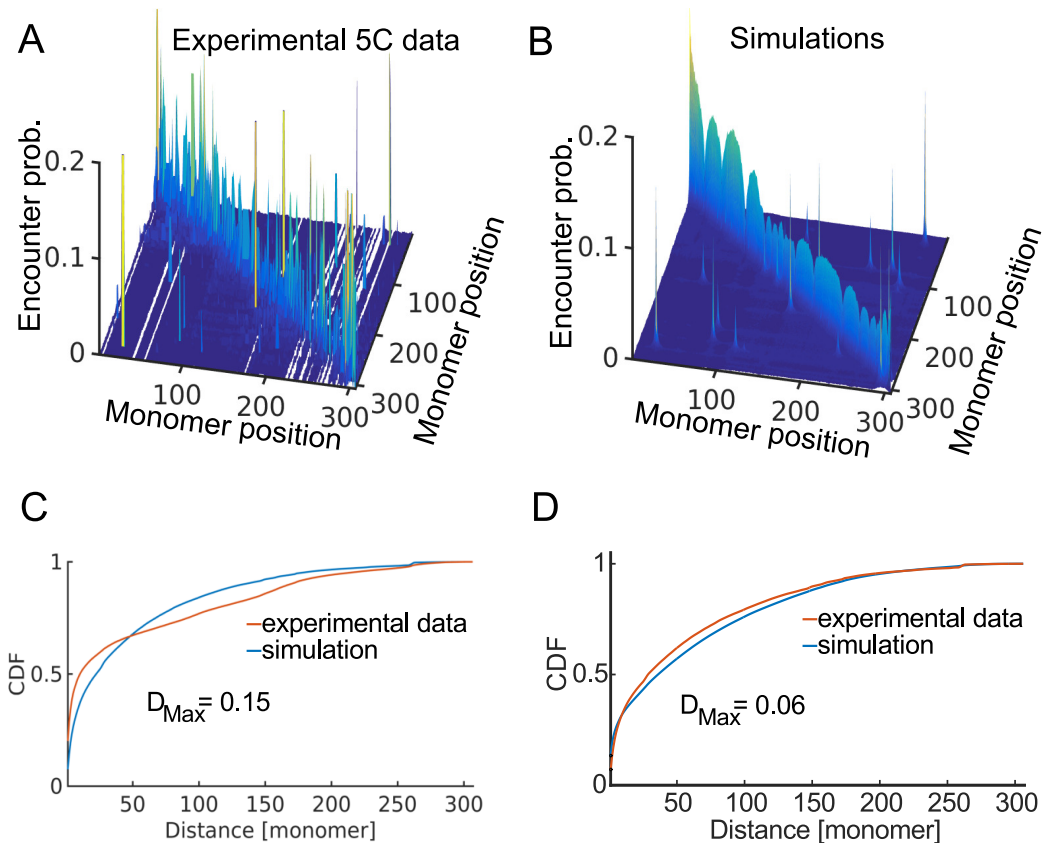 A
Experimental 5C data
Encounter prob.
0.2
0.1
0
100
200
300
Monomer position
100
200
300
Monomer position
B
Simulations
Encounter prob.
0.2
0.1
0
100
200
300
Monomer position
100
200
300
Monomer position
C
CDF
1
0.5
0
experimental data
simulation
DMax= 0.15
50
100
150
200
250
300
Distance [monomer]
D
CDF
1
0.5
0
experimental data
simulation
DMax= 0.06
50
100
150
200
250
300
Distance [monomer]